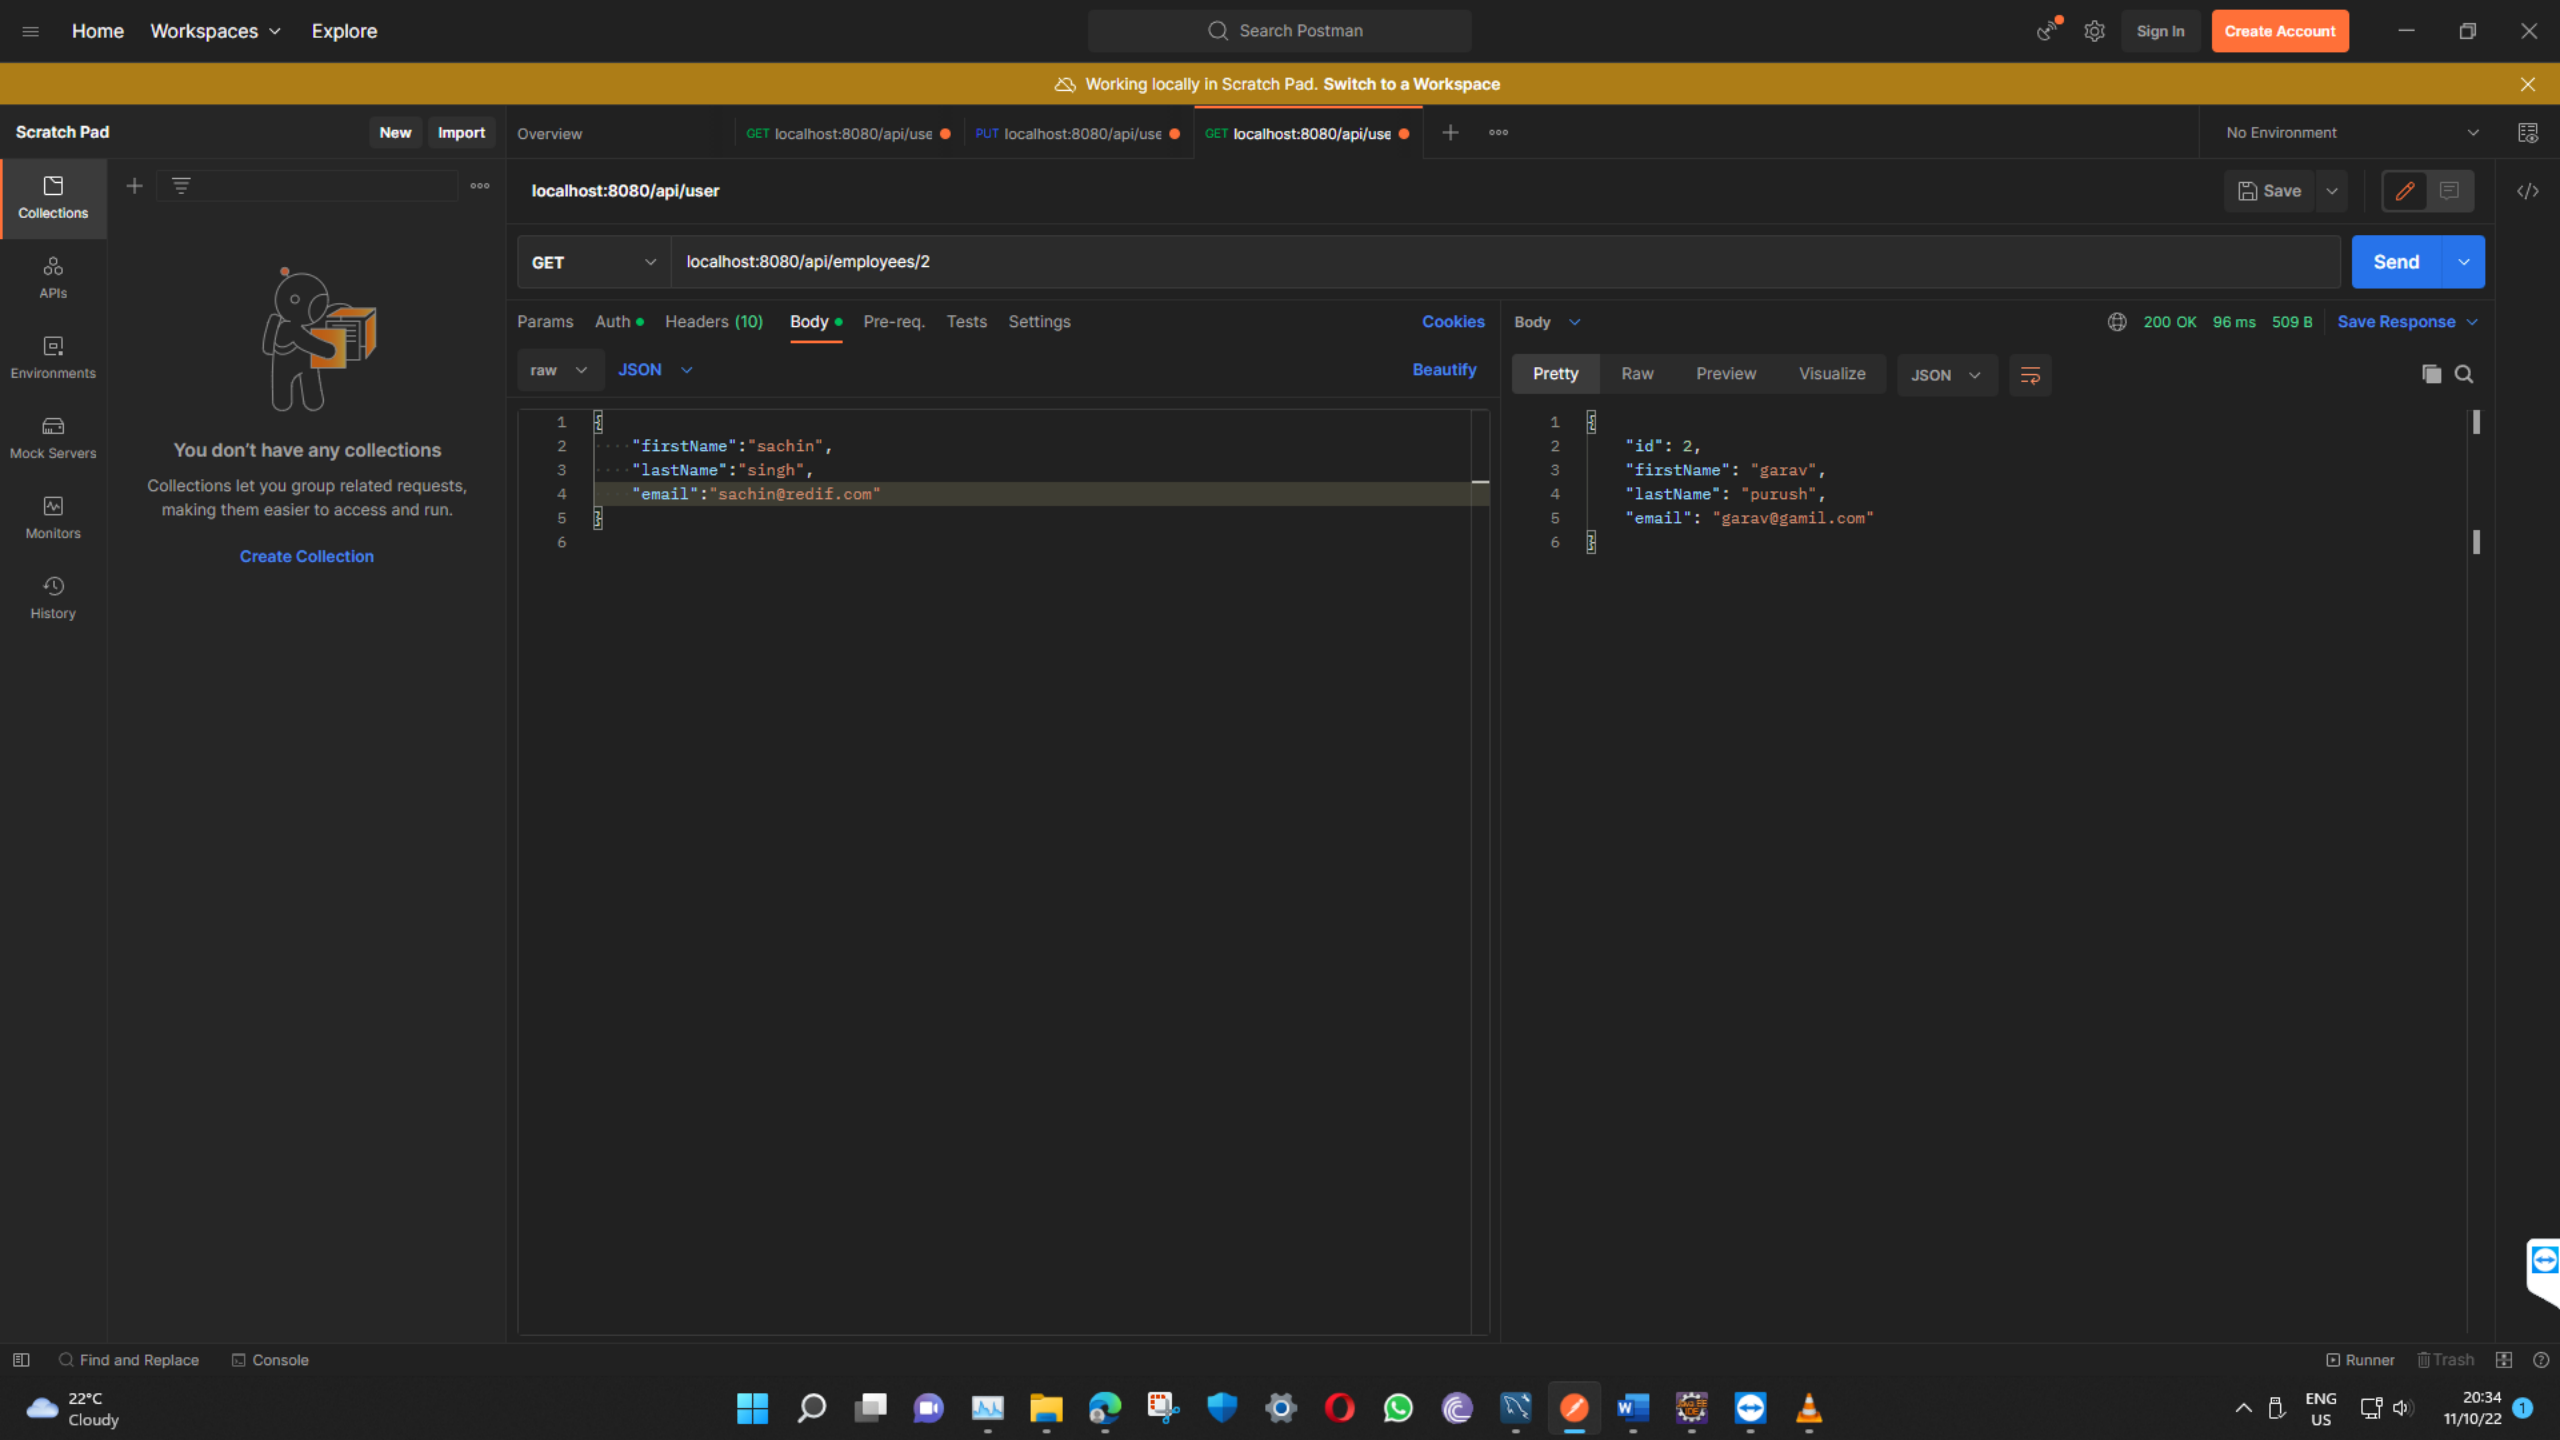 Home
Workspaces
Explore
Search Postman
Sign In
Create Account
Working locally in Scratch Pad. Switch to a Workspace
Scratch Pad
New
Import
Overview
GET localhost:8080/api/use
PUT localhost:8080/api/use
GET localhost:8080/api/use
No Environment
Collections
APIs
Environments
Mock Servers
Monitors
History
You don't have any collections
Collections let you group related requests,
making them easier to access and run.
Create Collection
localhost:8080/api/user
Save
GET
localhost:8080/api/employees/2
Send
Params
Auth
Headers (10)
Body
Pre-req.
Tests
Settings
Cookies
raw
JSON
Beautify
1 {
2 "firstName":"sachin",
3 "lastName":"singh",
4 "email":"sachin@redif.com"
5 }
6
Body
200 OK
96 ms
509 B
Save Response
Pretty
Raw
Preview
Visualize
JSON
1 {
2 "id": 2,
3 "firstName": "garav",
4 "lastName": "purush",
5 "email": "garav@gamil.com"
6 }
Find and Replace
Console
Runner
Trash
22°C
Cloudy
ENG
US
20:34
11/10/22
1